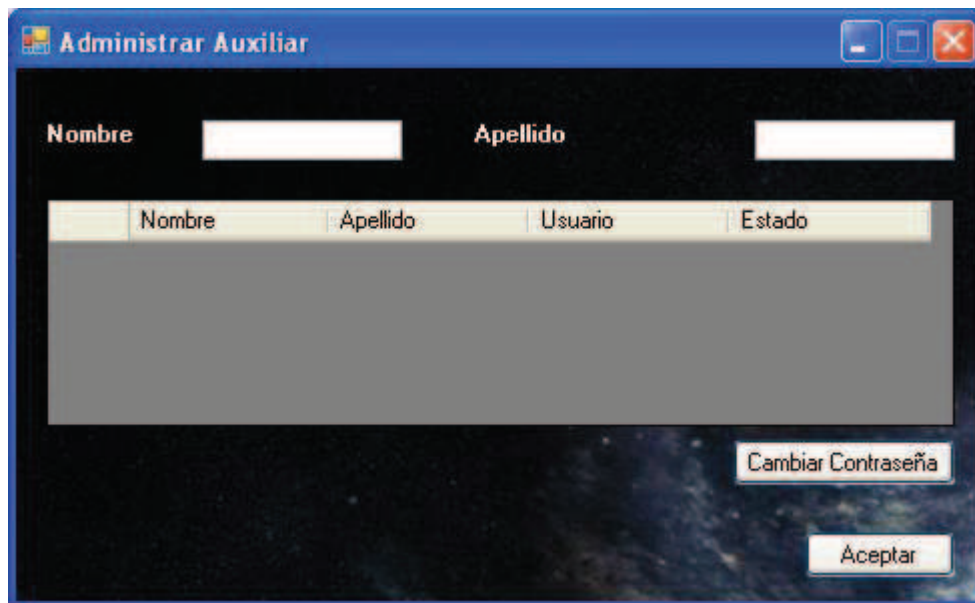 Administrar Auxiliar
Nombre Apellido
Nombre Apellido Usuario Estado
Cambiar Contraseña
Aceptar